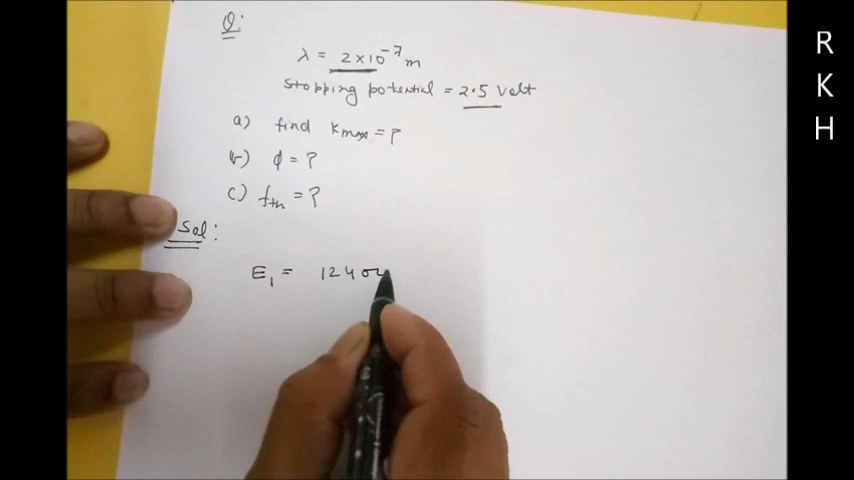 Q:
λ = 2×10⁻⁷ m
Stopping potential = 2.5 Volt
a) find Kmax = ?
b) ϕ = ?
c) fth = ?
Sol:
E₁ = 1240
R
K
H